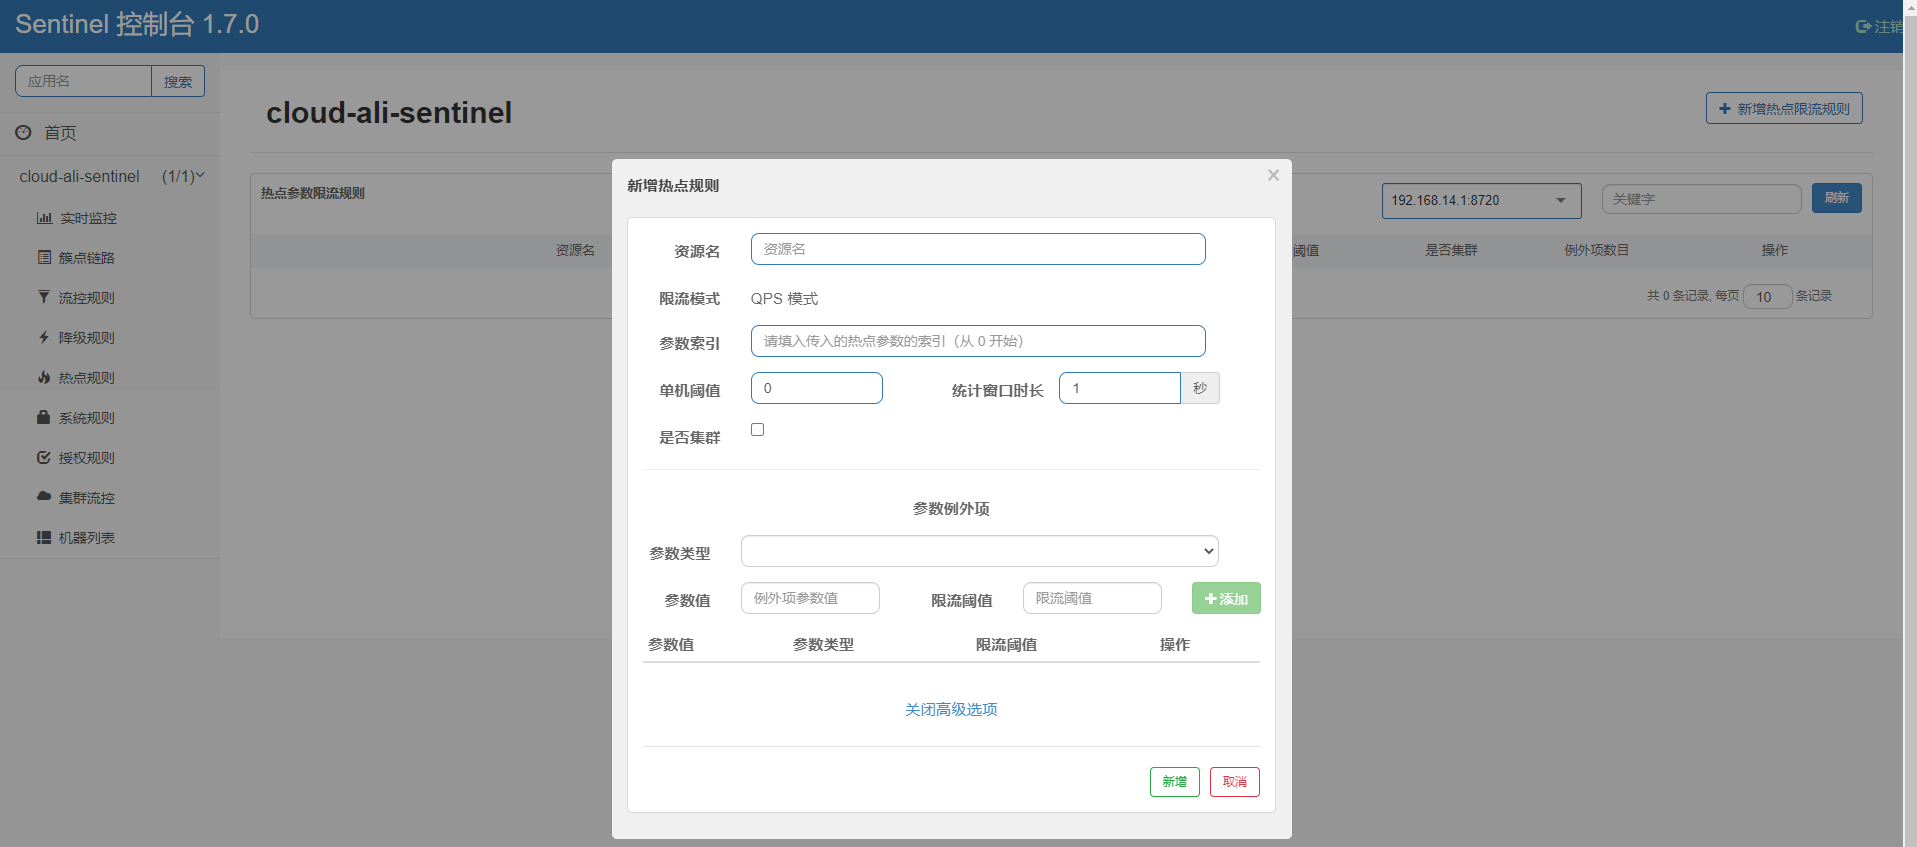 Sentinel 控制台 1.7.0
注销
应用名
搜索
首页
cloud-ali-sentinel (1/1)
实时监控
簇点链路
流控规则
降级规则
热点规则
系统规则
授权规则
集群流控
机器列表
cloud-ali-sentinel
新增热点限流规则
热点参数限流规则
192.168.14.1:8720
关键字
刷新
资源名
阈值
是否集群
例外项数目
操作
共 0 条记录, 每页 10 条记录
新增热点规则
×
资源名
资源名
限流模式
QPS 模式
参数索引
请填入传入的热点参数的索引（从 0 开始）
单机阈值
0
统计窗口时长
1
秒
是否集群
参数例外项
参数类型
参数值
例外项参数值
限流阈值
限流阈值
添加
参数值 参数类型 限流阈值 操作
关闭高级选项
新增
取消